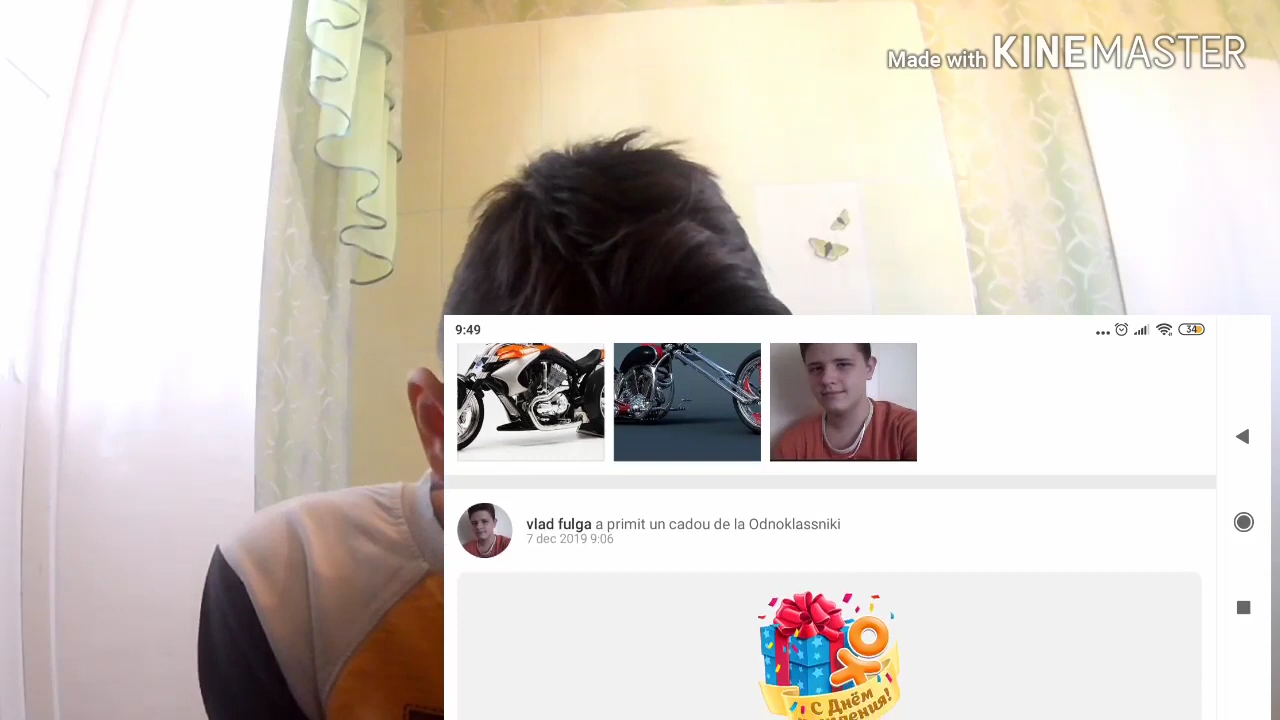 Made with KINEMASTER
9:49
34
vlad fulga a primit un cadou de la Odnoklassniki
7 dec 2019 9:06
С Днём